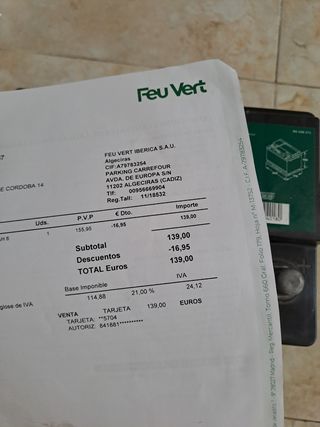 Feu Vert
FEU VERT IBERICA S.A.U.
Algeciras
CIF:A79783254
PARKING CARREFOUR
AVDA. DE EUROPA S/N
11202 ALGECIRAS (CADIZ)
Tlf: 00956669904
Reg.Tall: 11/18532
E CORDOBA 14
Uds. P.V.P € Dto. Importe
1 155,95 -16,95 139,00
Subtotal 139,00
Descuentos -16,95
TOTAL Euros 139,00
Base Imponible IVA
114,88 21,00 % 24,12
glose de IVA
VENTA TARJETA 139,00 EUROS
TARJETA: **5704
AUTORIZ. 841881**********